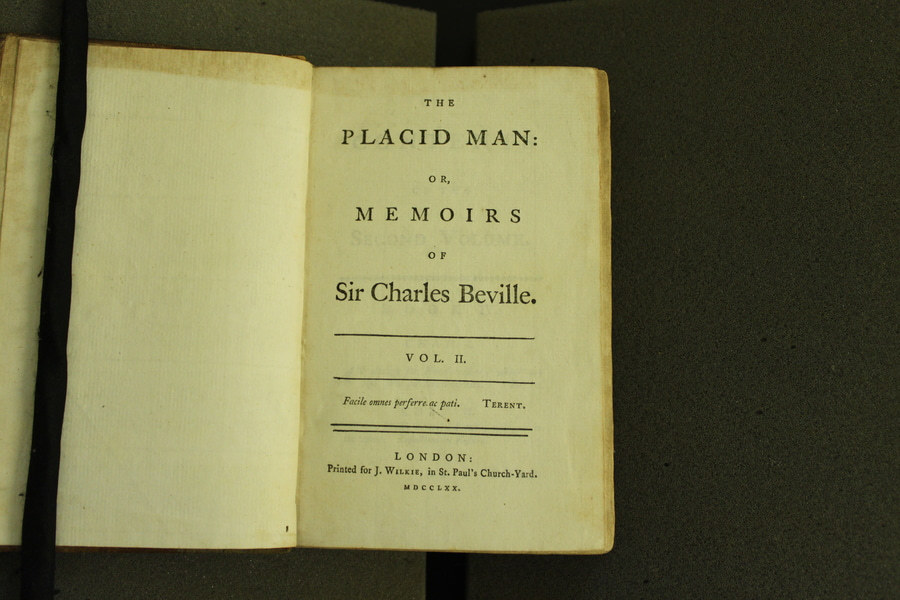 THE
PLACID MAN:
OR,
MEMOIRS
OF
Sir Charles Beville.
VOL. II.
Facile omnes perferre ac pati. TERENT.
LONDON:
Printed for J. WILKIE, in St. Paul's Church-Yard.
MDCCLXX.